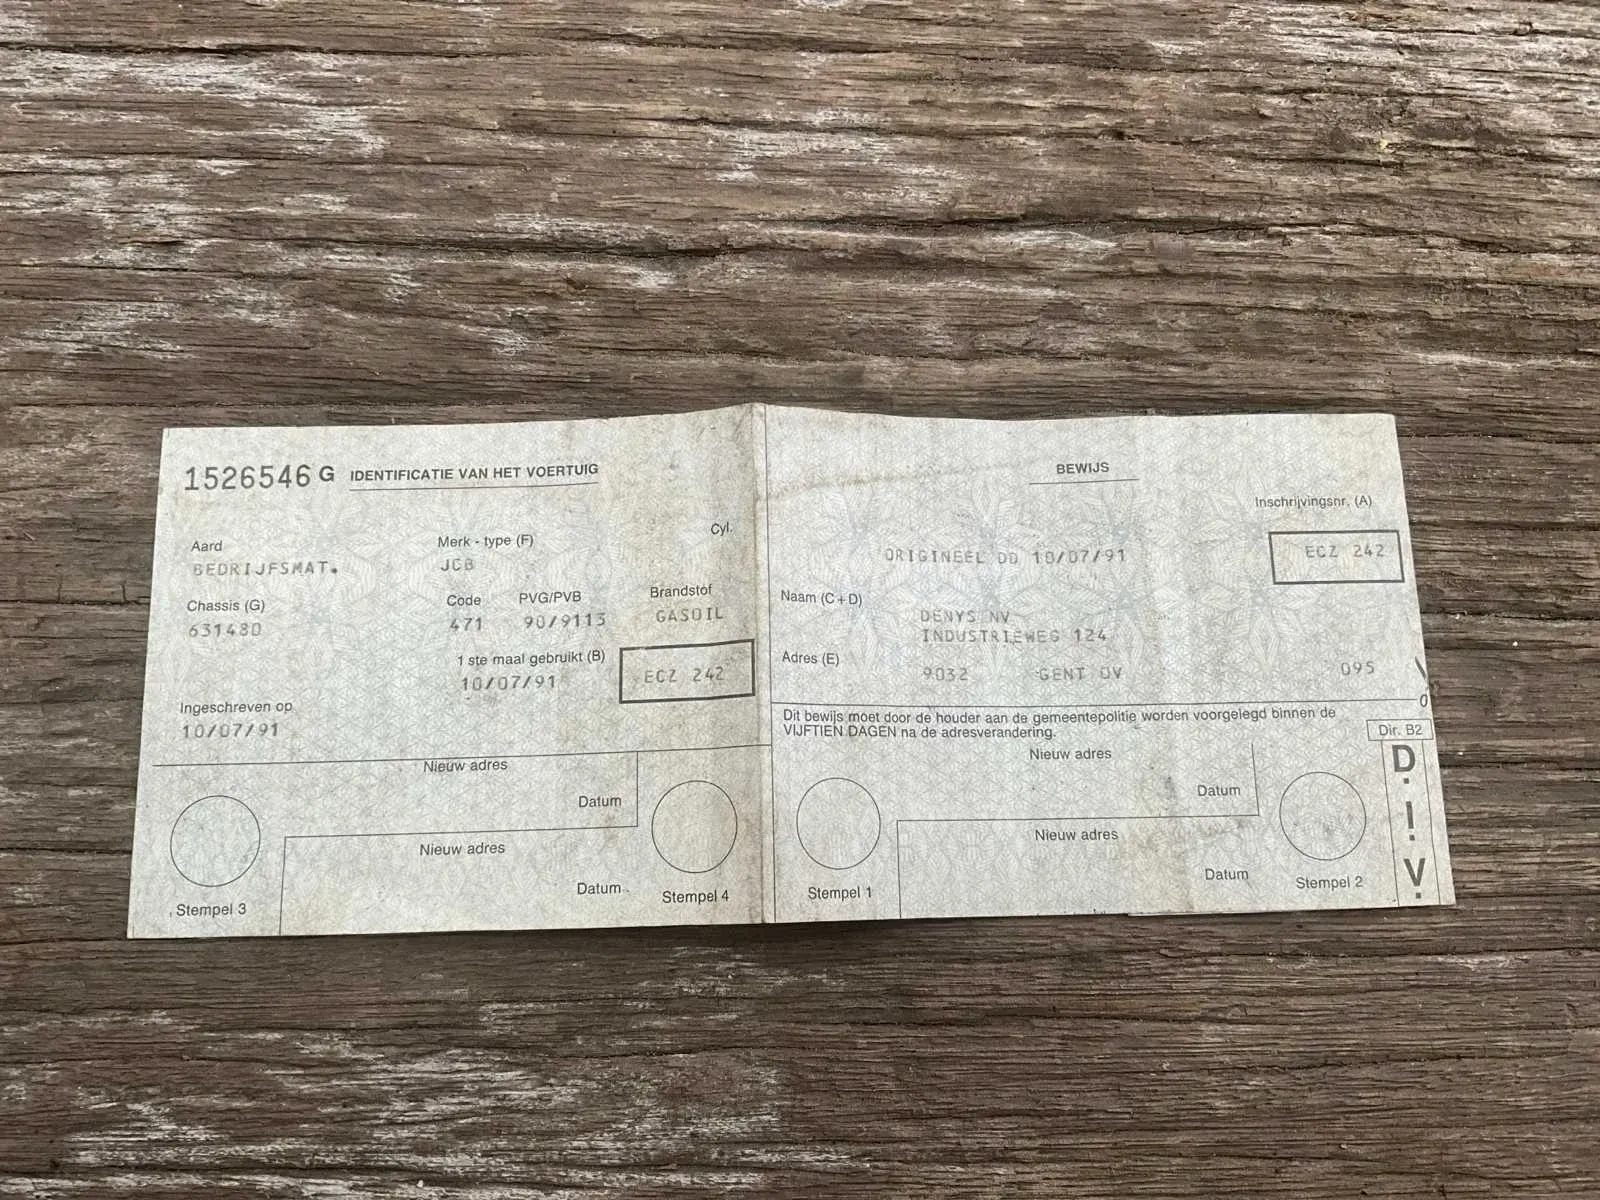 1526546 G IDENTIFICATIE VAN HET VOERTUIG
Cyl.
Aard
Merk - type (F)
BEDRIJFSMAT.
JCB
Chassis (G)
Code
PVG/PVB
Brandstof
631480
471
90/9113
GASOIL
1 ste maal gebruikt (B)
10/07/91
ECZ 242
Ingeschreven op
10/07/91
Nieuw adres
Datum
Nieuw adres
Datum
Stempel 3
Stempel 4
BEWIJS
Inschrijvingsnr. (A)
ORIGINEEL DD 10/07/91
ECZ 242
Naam (C+D)
DENYS NV
INDUSTRIEWEG 124
Adres (E)
9032 GENT OV 095
Dit bewijs moet door de houder aan de gemeentepolitie worden voorgelegd binnen de
VIJFTIEN DAGEN na de adresverandering.
Dir. B2
Nieuw adres
Datum
Nieuw adres
Datum
Stempel 1
Stempel 2
D.I.V.